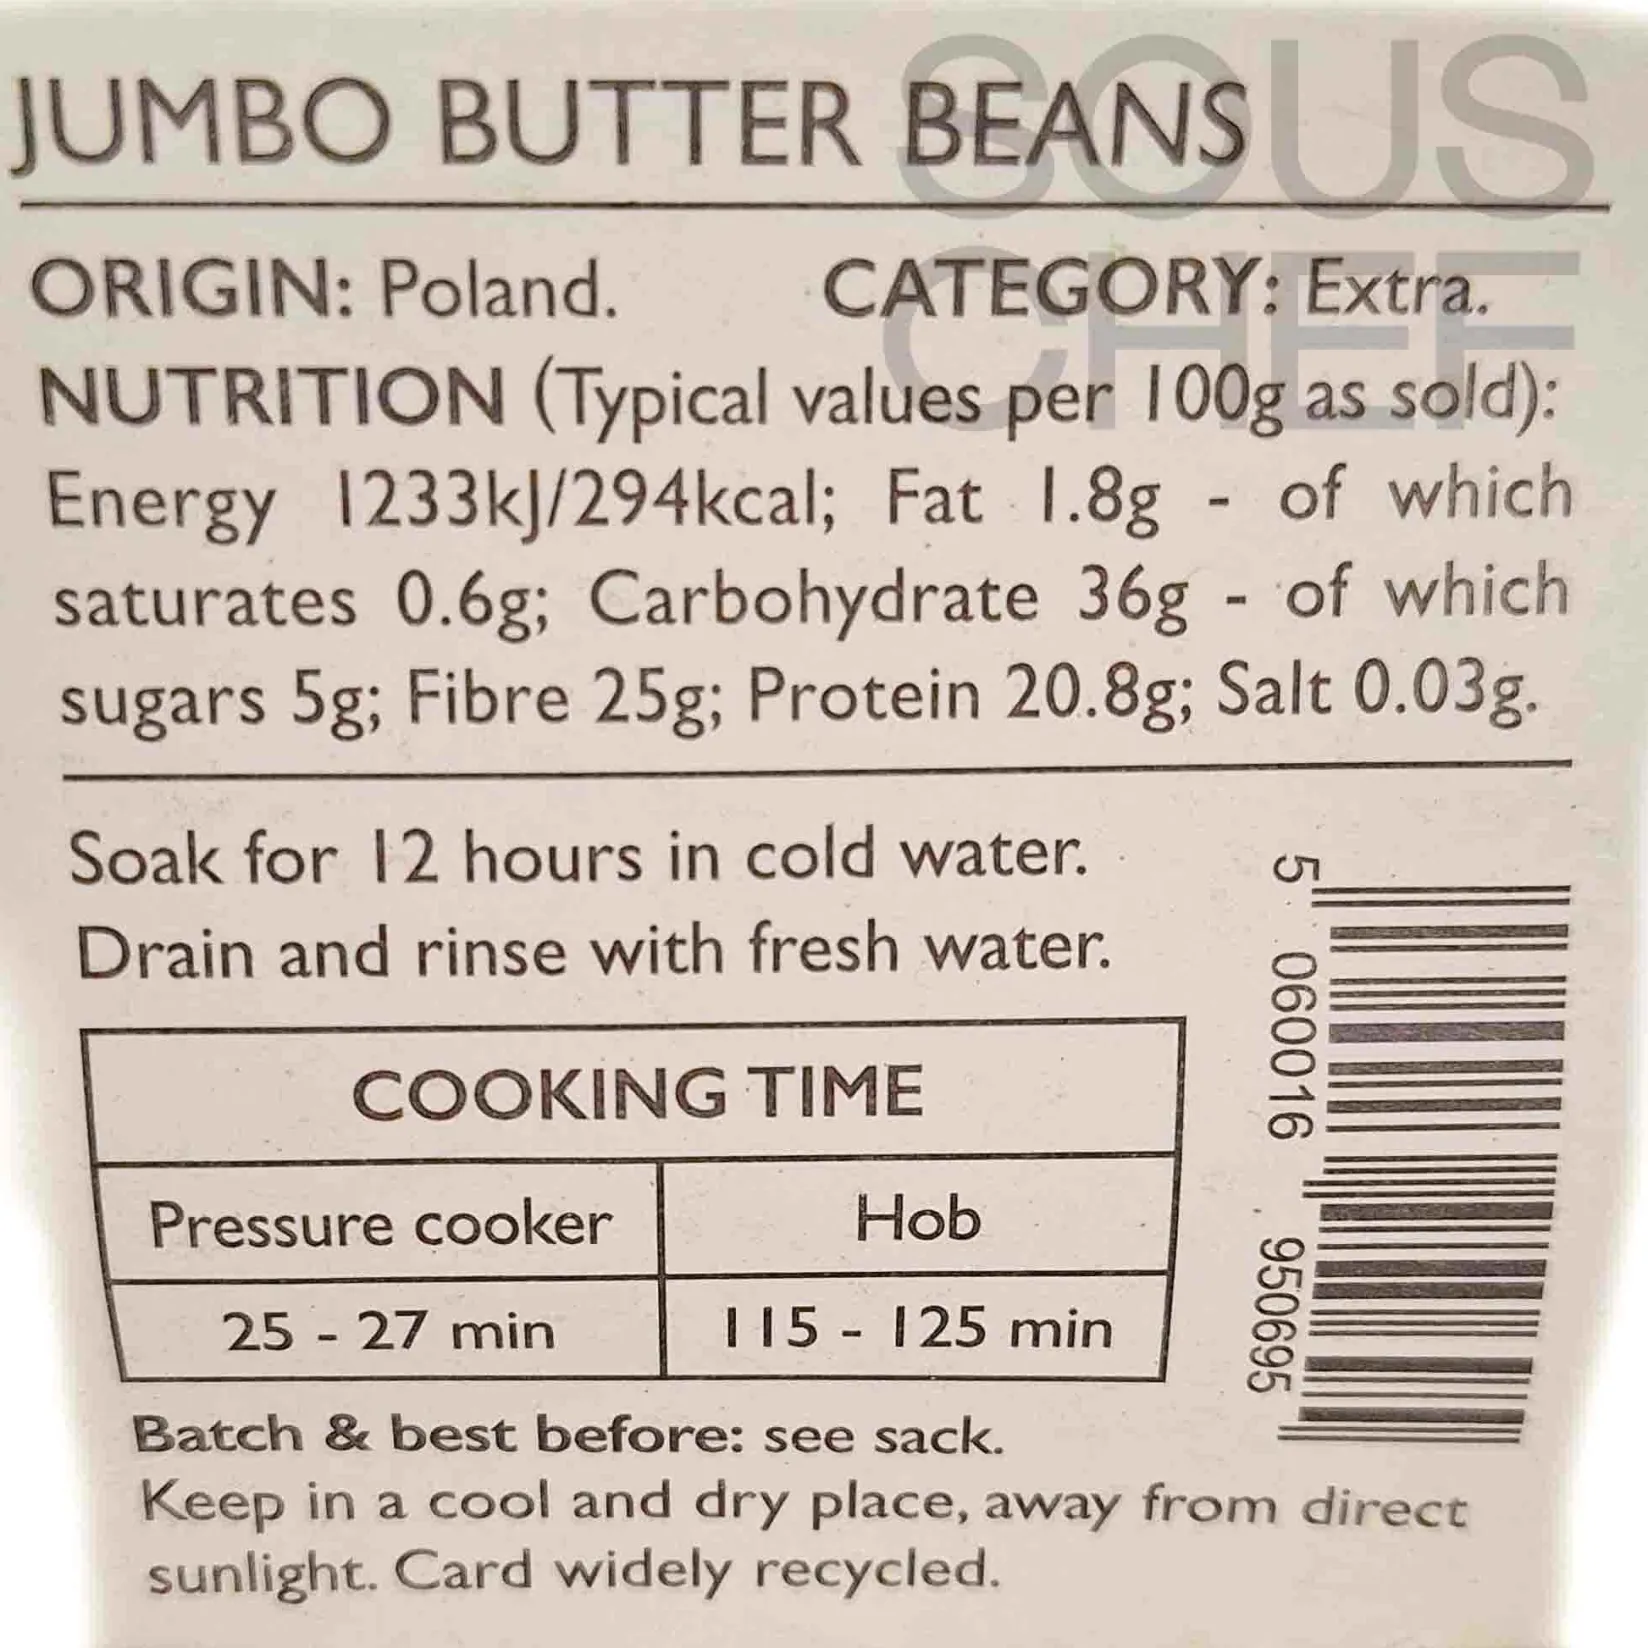 JUMBO BUTTER BEANS
SOUS
CHEF
ORIGIN: Poland. CATEGORY: Extra.
NUTRITION (Typical values per 100g as sold):
Energy 1233kJ/294kcal; Fat 1.8g - of which
saturates 0.6g; Carbohydrate 36g - of which
sugars 5g; Fibre 25g; Protein 20.8g; Salt 0.03g.
Soak for 12 hours in cold water.
Drain and rinse with fresh water.
COOKING TIME
Pressure cooker Hob
25 - 27 min 115 - 125 min
Batch & best before: see sack.
Keep in a cool and dry place, away from direct
sunlight. Card widely recycled.
5 060016 950695